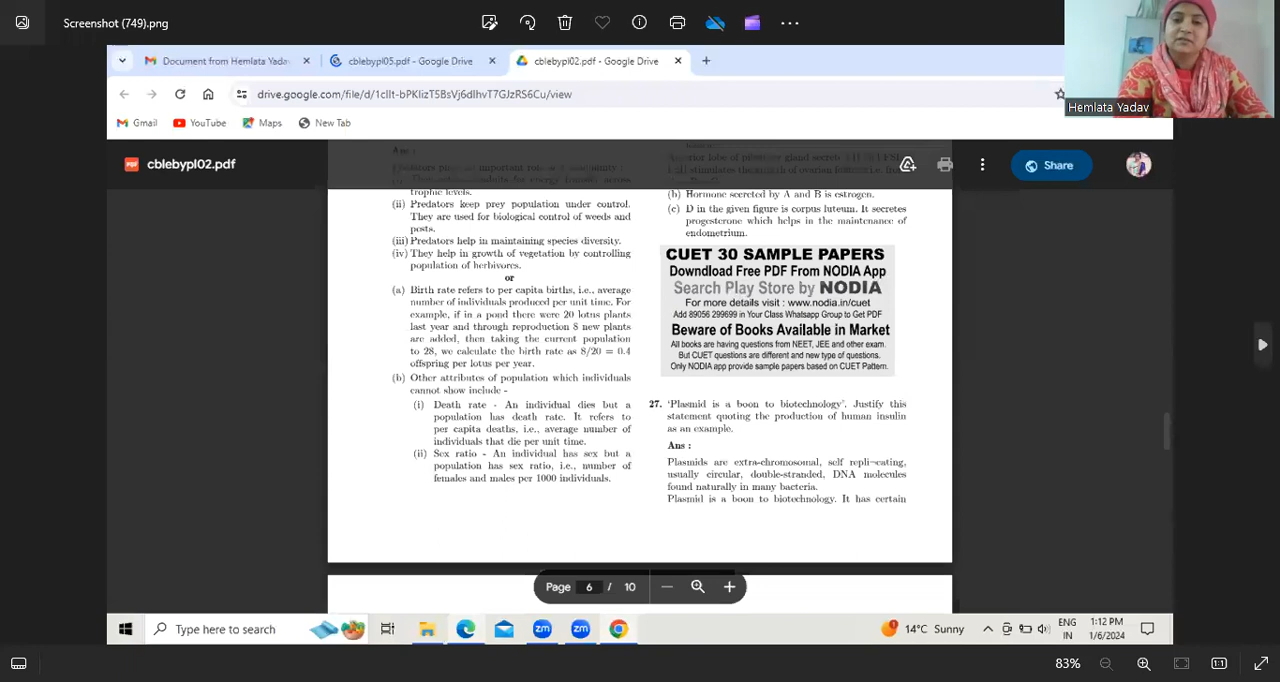 Screenshot (749).png
Hemlata Yadav
Document from Hemlata Yadav
cblebypl05.pdf - Google Drive
cblebypl02.pdf - Google Drive
drive.google.com/file/d/1cIIt-bPKlizT5BsVj6dIhvT7GJzRS6Cu/view
Gmail
YouTube
Maps
New Tab
cblebypl02.pdf
Share
trophic levels.
(ii) Predators keep prey population under control.
They are used for biological control of weeds and
pests.
(iii) Predators help in maintaining species diversity.
(iv) They help in growth of vegetation by controlling
population of herbivores.
or
(a) Birth rate refers to per capita births, i.e., average
number of individuals produced per unit time. For
example, if in a pond there were 20 lotus plants
last year and through reproduction 8 new plants
are added, then taking the current population
to 28, we calculate the birth rate as 8/20 = 0.4
offspring per lotus per year.
(b) Other attributes of population which individuals
cannot show include -
(i) Death rate - An individual dies but a
population has death rate. It refers to
per capita deaths, i.e., average number of
individuals that die per unit time.
(ii) Sex ratio - An individual has sex but a
population has sex ratio, i.e., number of
females and males per 1000 individuals.
(b) Hormone secreted by A and B is estrogen.
(c) D in the given figure is corpus luteum. It secretes
progesterone which helps in the maintenance of
endometrium.
CUET 30 SAMPLE PAPERS
Downdload Free PDF From NODIA App
Search Play Store by NODIA
For more details visit : www.nodia.in/cuet
Add 89056 299699 in Your Class Whatsapp Group to Get PDF
Beware of Books Available in Market
All books are having questions from NEET, JEE and other exam.
But CUET questions are different and new type of questions.
Only NODIA app provide sample papers based on CUET Pattern.
27. 'Plasmid is a boon to biotechnology'. Justify this
statement quoting the production of human insulin
as an example.
Ans :
Plasmids are extra-chromosomal, self repli¬cating,
usually circular, double-stranded, DNA molecules
found naturally in many bacteria.
Plasmid is a boon to biotechnology. It has certain
Page 6 / 10
Type here to search
zm
zm
14°C Sunny
ENG
IN
1:12 PM
1/6/2024
83%